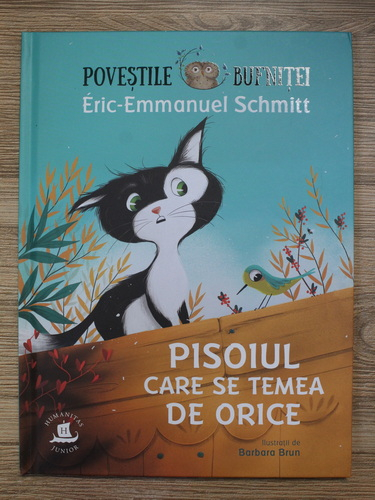 POVEȘTILE BUFNIȚEI
Éric-Emmanuel Schmitt
PISOIUL
CARE SE TEMEA
DE ORICE
ilustrații de
Barbara Brun
HUMANITAS
H
JUNIOR